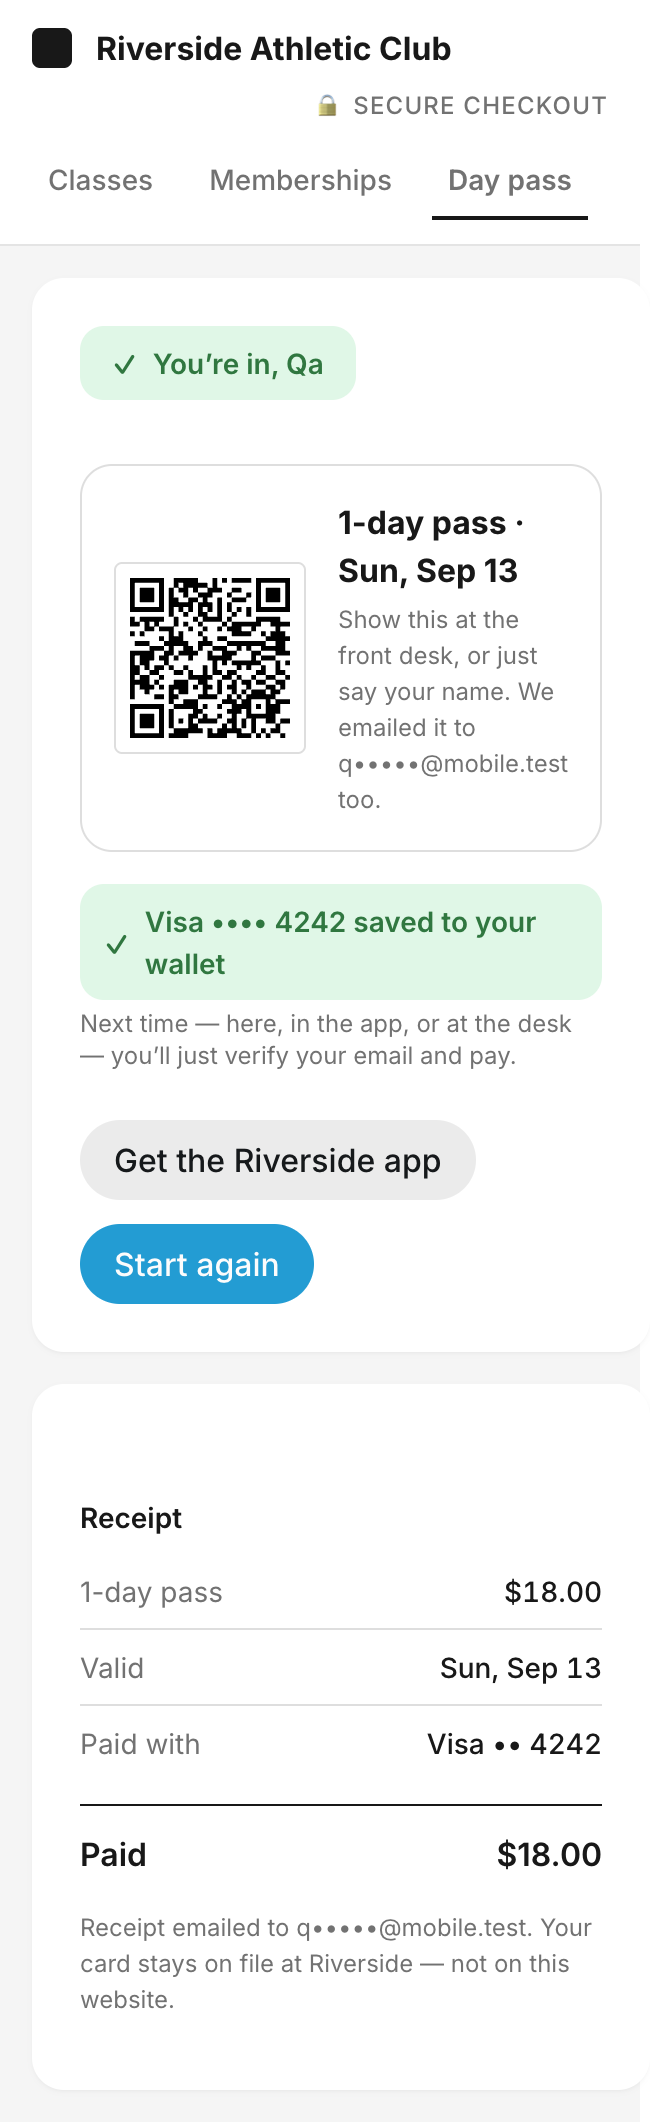 Riverside Athletic Club
🔒 SECURE CHECKOUT
Classes Memberships Day pass
✓ You’re in, Qa
1-day pass ·
Sun, Sep 13
Show this at the
front desk, or just
say your name. We
emailed it to
q•••••@mobile.test
too.
✓ Visa •••• 4242 saved to your
wallet
Next time — here, in the app, or at the desk
— you’ll just verify your email and pay.
Get the Riverside app
Start again
Receipt
1-day pass $18.00
Valid Sun, Sep 13
Paid with Visa •• 4242
Paid $18.00
Receipt emailed to q•••••@mobile.test. Your
card stays on file at Riverside — not on this
website.